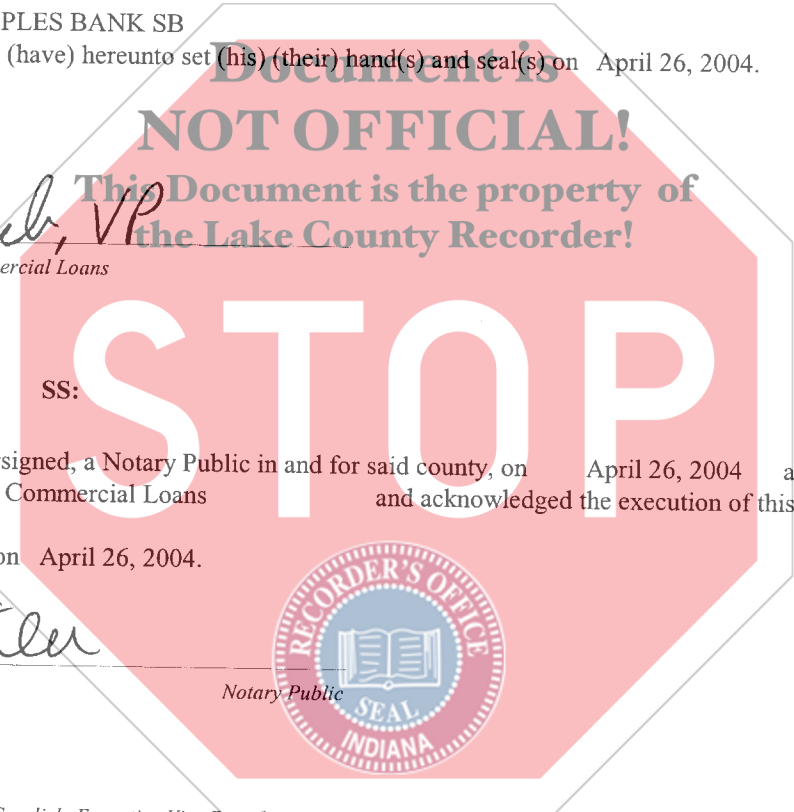 PLES BANK SB
(have) hereunto set (his) (their) hand(s) and seal(s) on April 26, 2004.
Document is
NOT OFFICIAL!
This Document is the property of
the Lake County Recorder!
VP
ercial Loans
STOP
SS:
rsigned, a Notary Public in and for said county, on April 26, 2004 a
Commercial Loans and acknowledged the execution of this
on April 26, 2004.
RECORDER'S OFFICE
SEAL
INDIANA
Notary Public